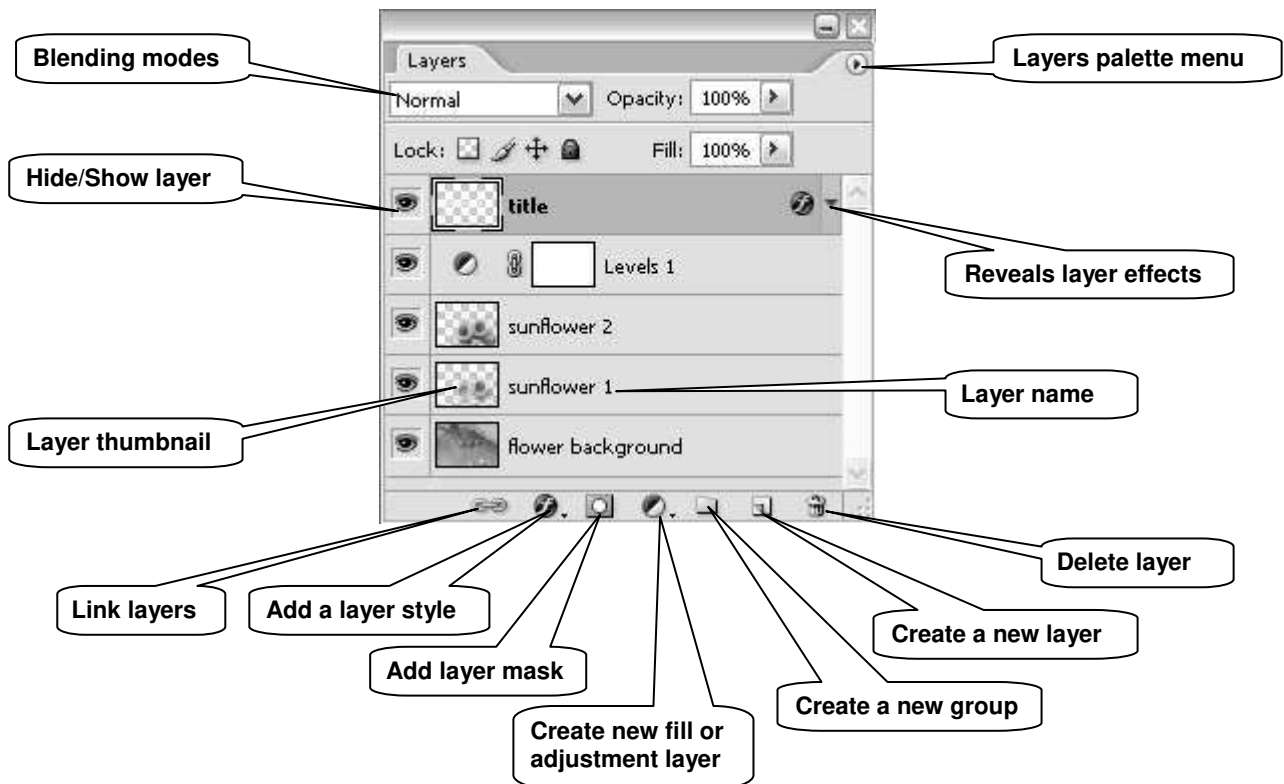 Blending modes
Layers
Layers palette menu
Normal
Opacity: 100%
Lock:
Fill: 100%
Hide/Show layer
title
Levels 1
Reveals layer effects
sunflower 2
sunflower 1
Layer name
Layer thumbnail
flower background
Delete layer
Link layers
Add a layer style
Create a new layer
Add layer mask
Create a new group
Create new fill or
adjustment layer